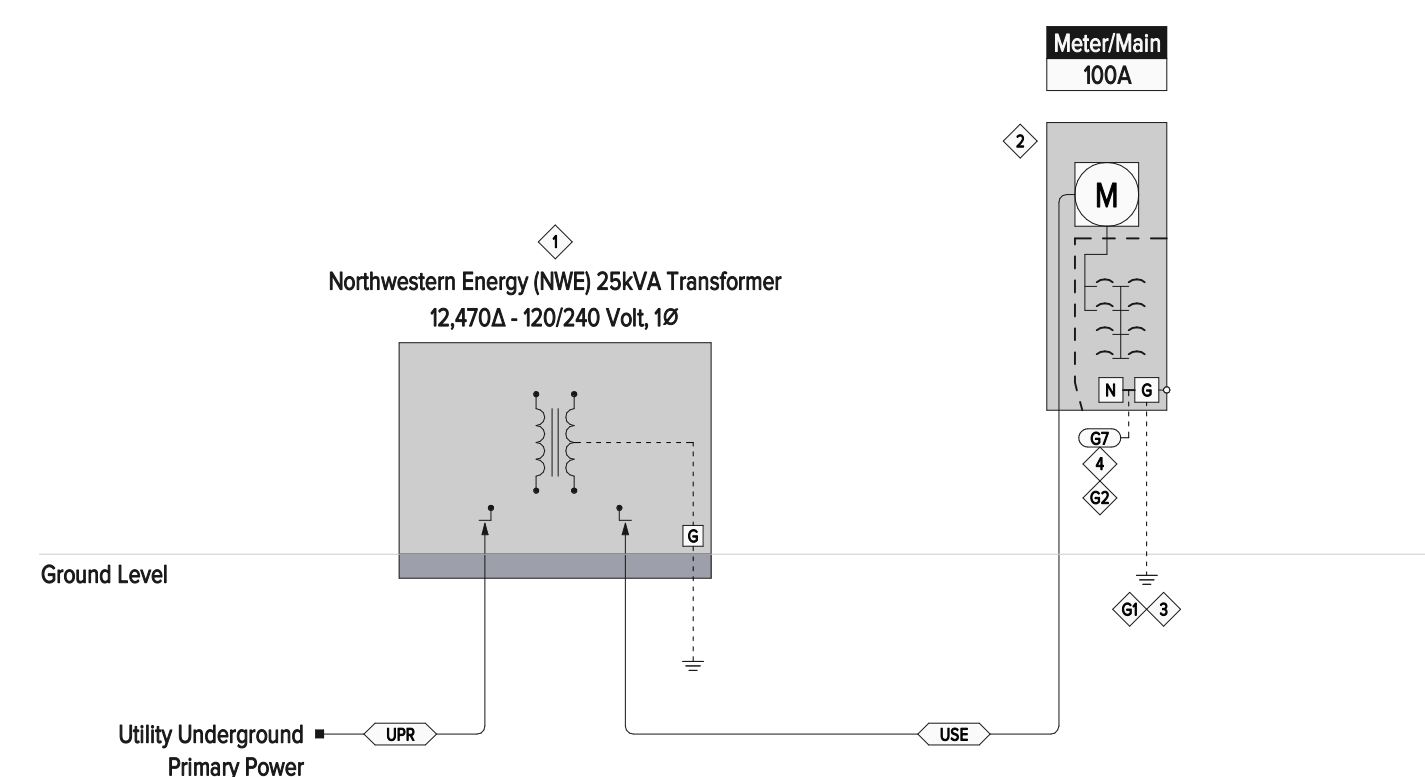 Meter/Main
100A
2
M
1
Northwestern Energy (NWE) 25kVA Transformer
12,470Δ - 120/240 Volt, 1Ø
N G
G7
4
G2
G
Ground Level
G1 3
Utility Underground UPR USE
Primary Power